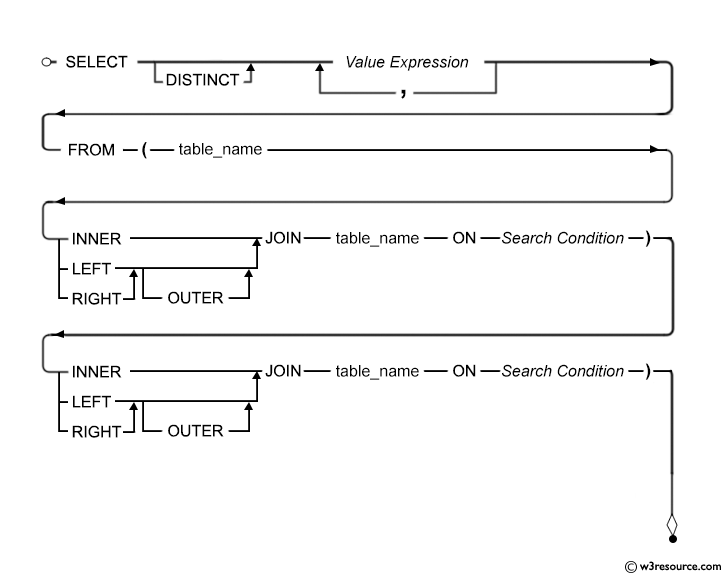 SELECT Value Expression
DISTINCT ,
FROM ( table_name
INNER JOIN table_name ON Search Condition )
LEFT
RIGHT OUTER
INNER JOIN table_name ON Search Condition )
LEFT
RIGHT OUTER
© w3resource.com